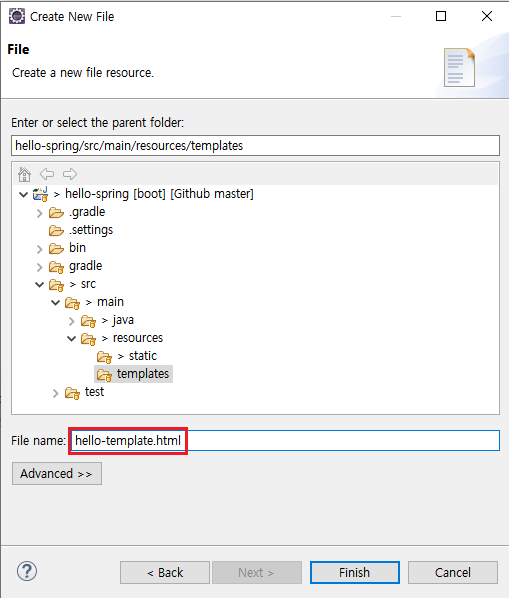 Create New File
File
Create a new file resource.
Enter or select the parent folder:
hello-spring/src/main/resources/templates
> hello-spring [boot] [Github master]
.gradle
.settings
bin
gradle
> src
> main
> java
> resources
> static
templates
test
File name: hello-template.html
Advanced >>
< Back Next > Finish Cancel